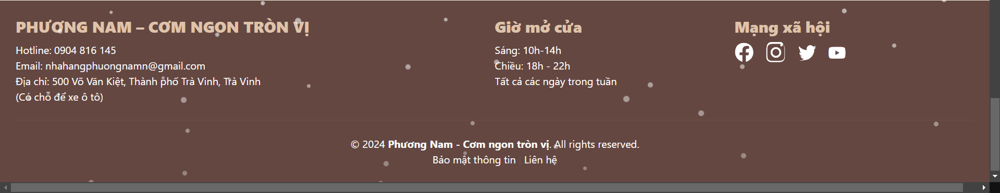 PHƯƠNG NAM – CƠM NGON TRÒN VỊ
Hotline: 0904 816 145
Email: nhahangphuongnamn@gmail.com
Địa chỉ: 500 Võ Văn Kiệt, Thành phố Trà Vinh, Trà Vinh
(Có chỗ để xe ô tô)
Giờ mở cửa
Sáng: 10h-14h
Chiều: 18h - 22h
Tất cả các ngày trong tuần
Mạng xã hội
© 2024 Phương Nam - Cơm ngon tròn vị. All rights reserved.
Bảo mật thông tin | Liên hệ